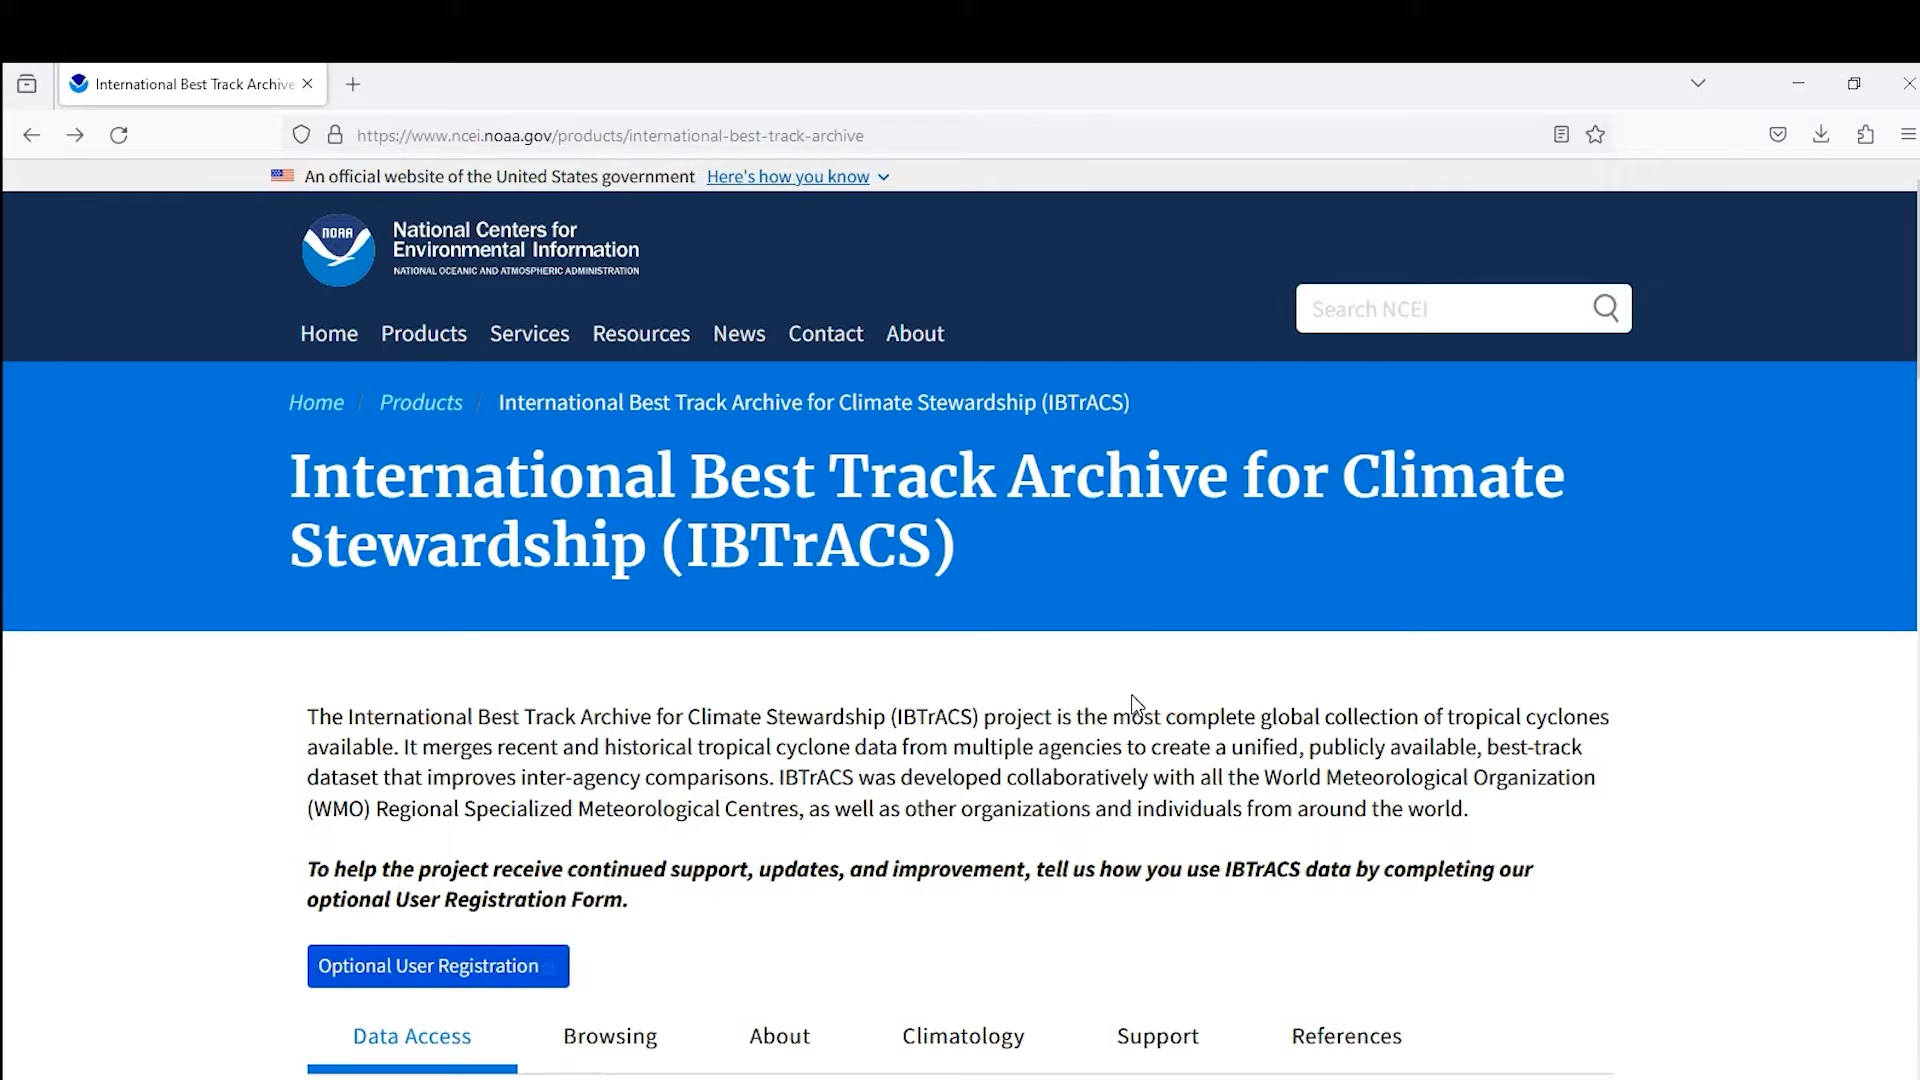 International Best Track Archive
https://www.ncei.noaa.gov/products/international-best-track-archive
An official website of the United States government Here's how you know
NOAA
National Centers for
Environmental Information
NATIONAL OCEANIC AND ATMOSPHERIC ADMINISTRATION
Search NCEI
Home Products Services Resources News Contact About
Home / Products / International Best Track Archive for Climate Stewardship (IBTrACS)
International Best Track Archive for Climate
Stewardship (IBTrACS)
The International Best Track Archive for Climate Stewardship (IBTrACS) project is the most complete global collection of tropical cyclones
available. It merges recent and historical tropical cyclone data from multiple agencies to create a unified, publicly available, best-track
dataset that improves inter-agency comparisons. IBTrACS was developed collaboratively with all the World Meteorological Organization
(WMO) Regional Specialized Meteorological Centres, as well as other organizations and individuals from around the world.
To help the project receive continued support, updates, and improvement, tell us how you use IBTrACS data by completing our
optional User Registration Form.
Optional User Registration
Data Access Browsing About Climatology Support References